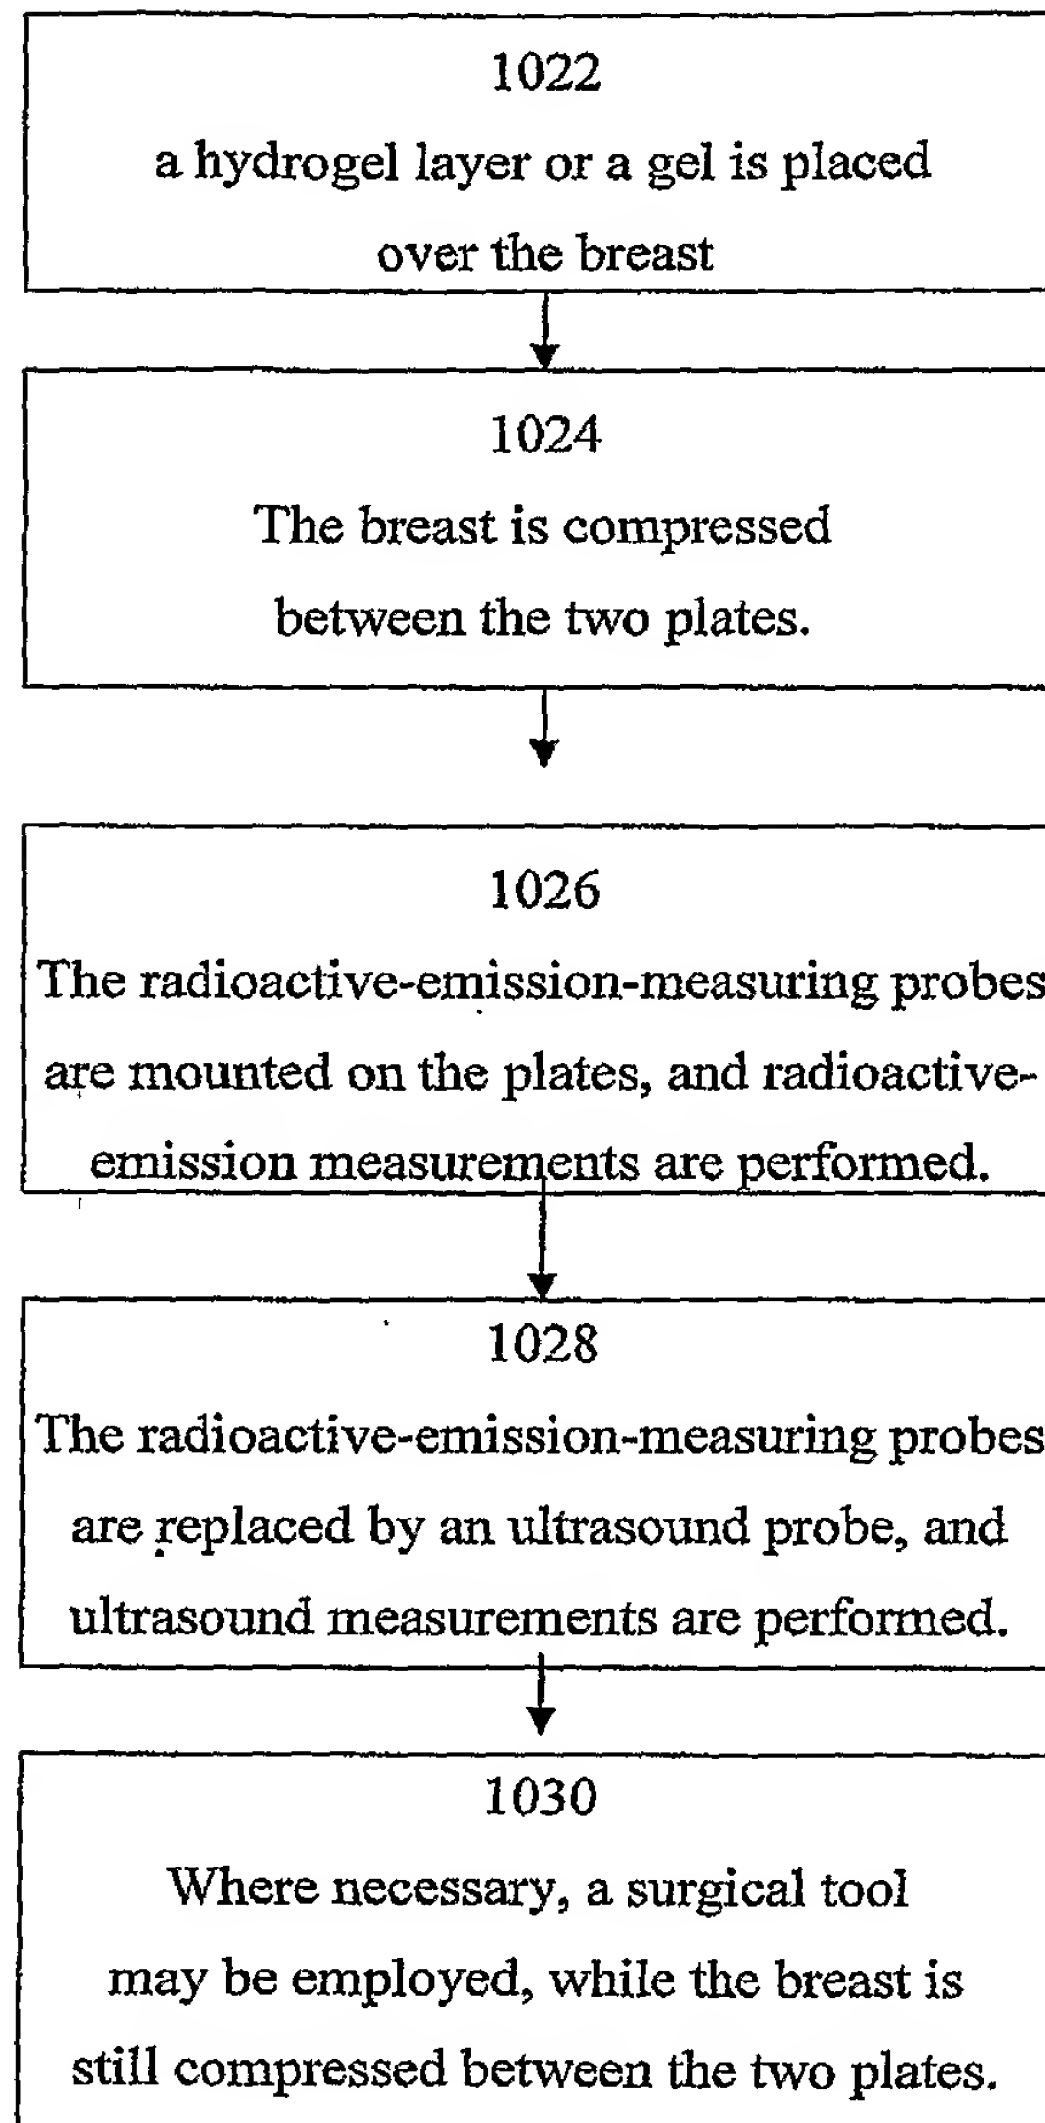 1022
a hydrogel layer or a gel is placed
over the breast
1024
The breast is compressed
between the two plates.
1026
The radioactive-emission-measuring probes
are mounted on the plates, and radioactive-
emission measurements are performed.
1028
The radioactive-emission-measuring probes
are replaced by an ultrasound probe, and
ultrasound measurements are performed.
1030
Where necessary, a surgical tool
may be employed, while the breast is
still compressed between the two plates.